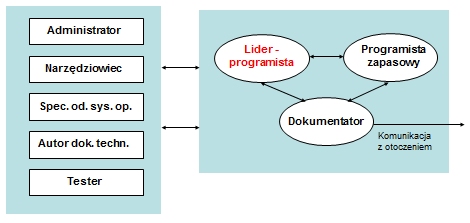 Administrator
Narzędziowiec
Spec. od. sys. op.
Autor dok. techn.
Tester
Lider -
programista
Programista
zapasowy
Dokumentator
Komunikacja
z otoczeniem